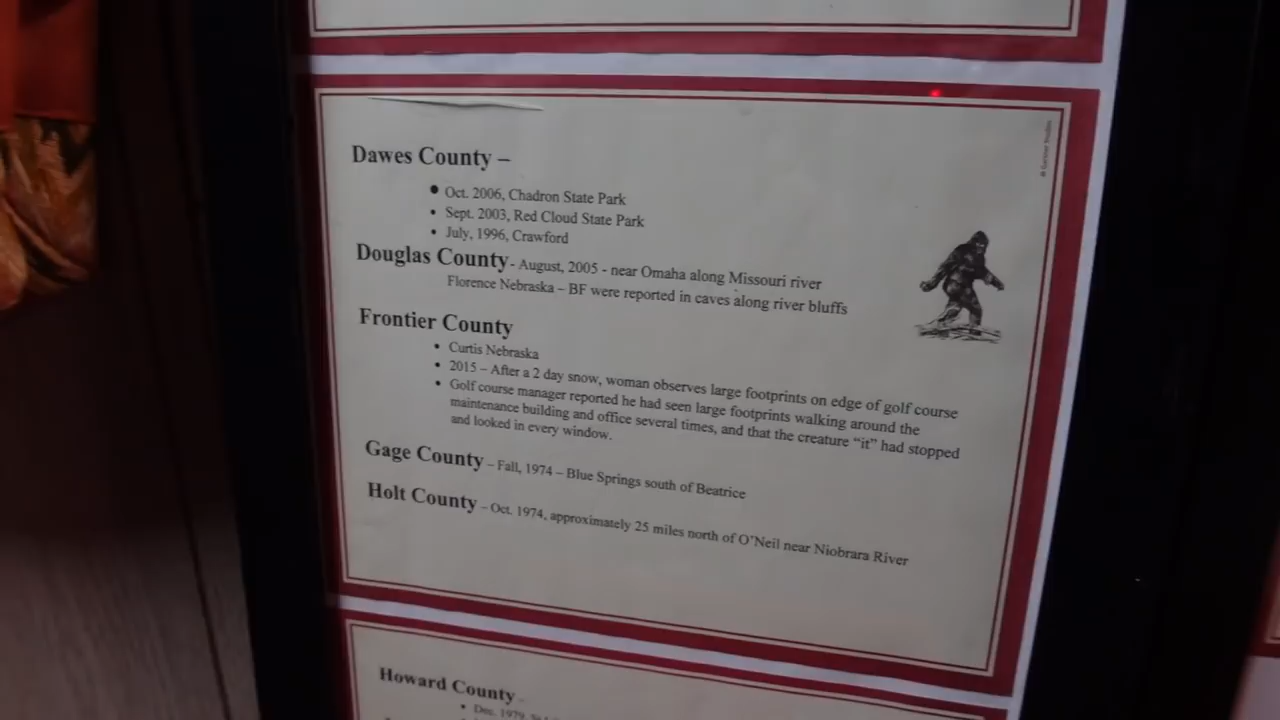 Dawes County –
• Oct. 2006, Chadron State Park
• Sept. 2003, Red Cloud State Park
• July, 1996, Crawford
Douglas County - August, 2005 - near Omaha along Missouri river
Florence Nebraska – BF were reported in caves along river bluffs
Frontier County
• Curtis Nebraska
• 2015 – After a 2 day snow, woman observes large footprints on edge of golf course
• Golf course manager reported he had seen large footprints walking around the
maintenance building and office several times, and that the creature “it” had stopped
and looked in every window.
Gage County – Fall, 1974 – Blue Springs south of Beatrice
Holt County – Oct. 1974, approximately 25 miles north of O’Neil near Niobrara River
Howard County -
• Dec. 1979,